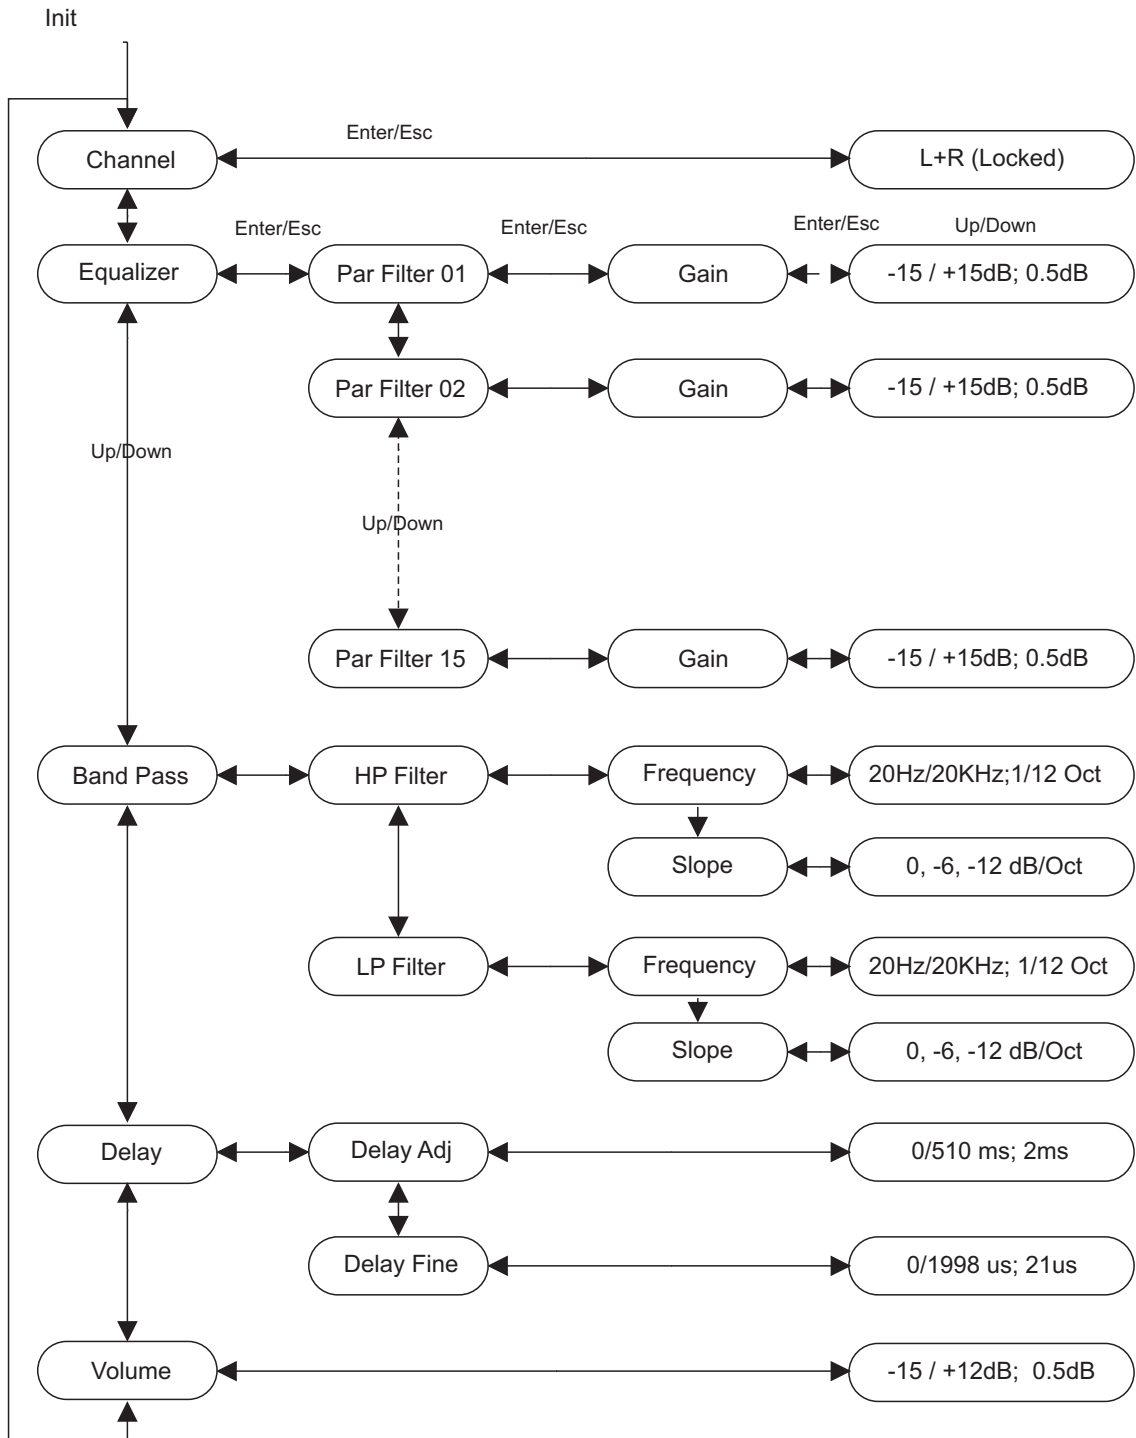 Init
Enter/Esc
Channel
L+R (Locked)
Enter/Esc
Enter/Esc
Enter/Esc
Up/Down
Equalizer
Par Filter 01
Gain
-15 / +15dB; 0.5dB
Par Filter 02
Gain
-15 / +15dB; 0.5dB
Up/Down
Up/Down
Par Filter 15
Gain
-15 / +15dB; 0.5dB
Band Pass
HP Filter
Frequency
20Hz/20KHz;1/12 Oct
Slope
0, -6, -12 dB/Oct
LP Filter
Frequency
20Hz/20KHz; 1/12 Oct
Slope
0, -6, -12 dB/Oct
Delay
Delay Adj
0/510 ms; 2ms
Delay Fine
0/1998 us; 21us
Volume
-15 / +12dB;  0.5dB